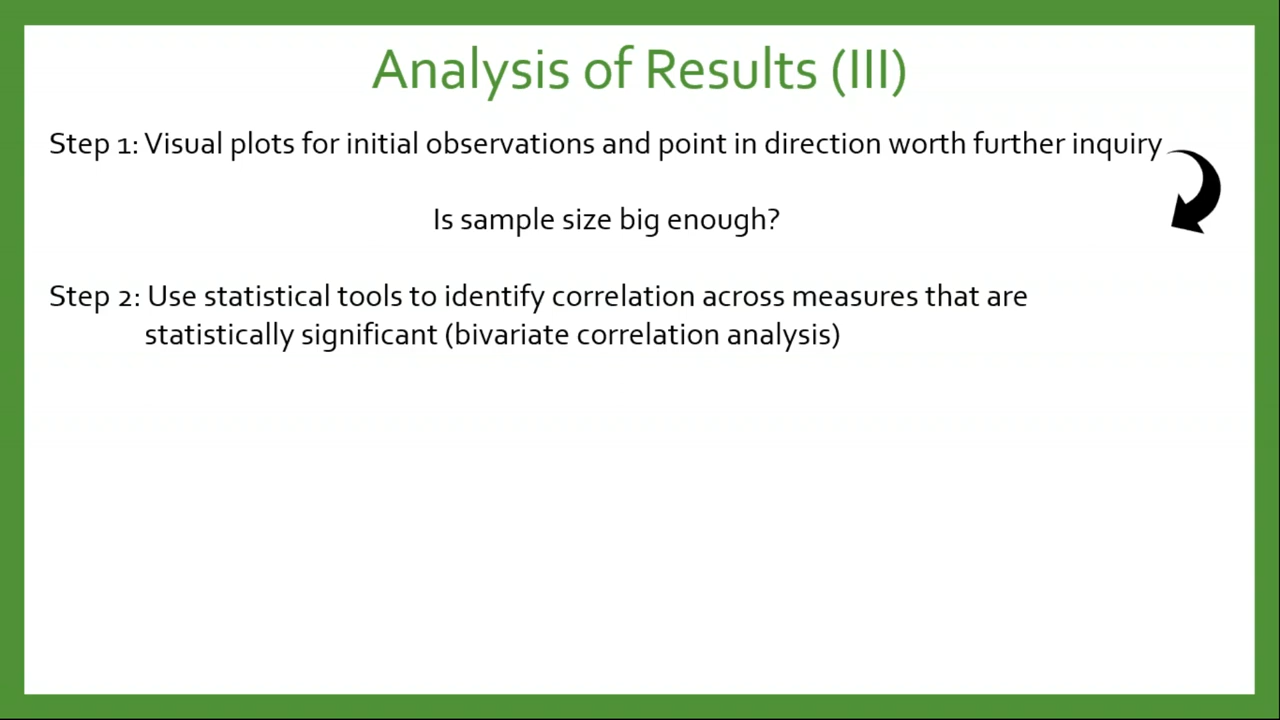 Analysis of Results (III)
Step 1: Visual plots for initial observations and point in direction worth further inquiry
Is sample size big enough?
Step 2: Use statistical tools to identify correlation across measures that are
statistically significant (bivariate correlation analysis)